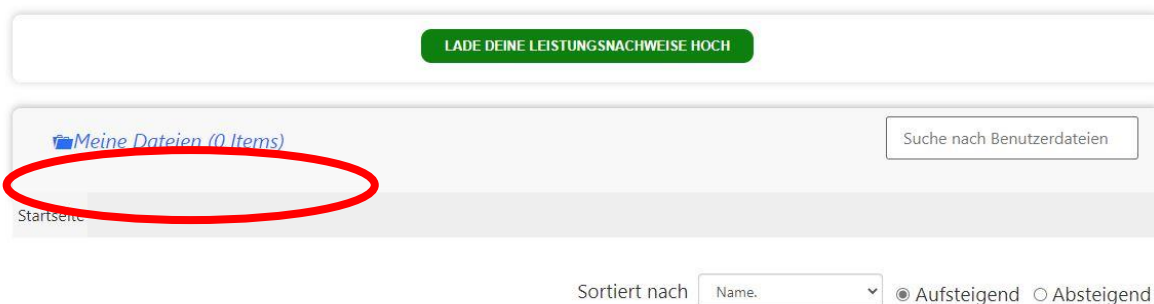 LADE DEINE LEISTUNGSNACHWEISE HOCH
Meine Dateien (0 Items)
Suche nach Benutzerdateien
Startseite
Sortiert nach Name. Aufsteigend Absteigend